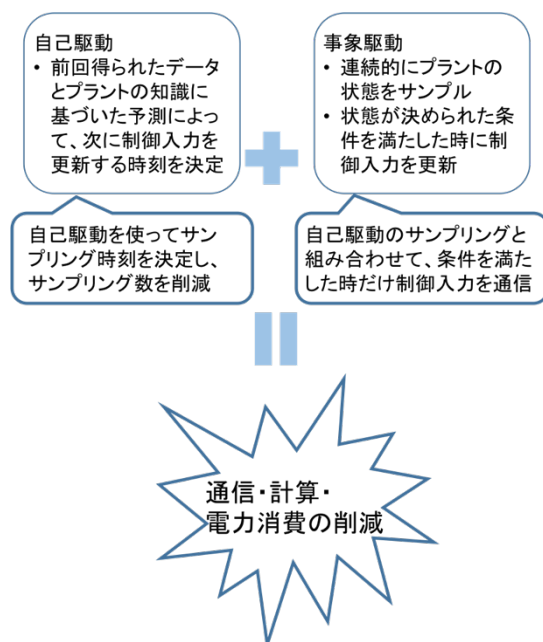 自己駆動
• 前回得られたデータ
とプラントの知識に
基づいた予測によっ
て、次に制御入力を
更新する時刻を決定
事象駆動
• 連続的にプラントの
状態をサンプル
• 状態が決められた条
件を満たした時に制
御入力を更新
自己駆動を使ってサン
プリング時刻を決定し、
サンプリング数を削減
自己駆動のサンプリングと
組み合わせて、条件を満た
した時だけ制御入力を通信
通信・計算・
電力消費の削減